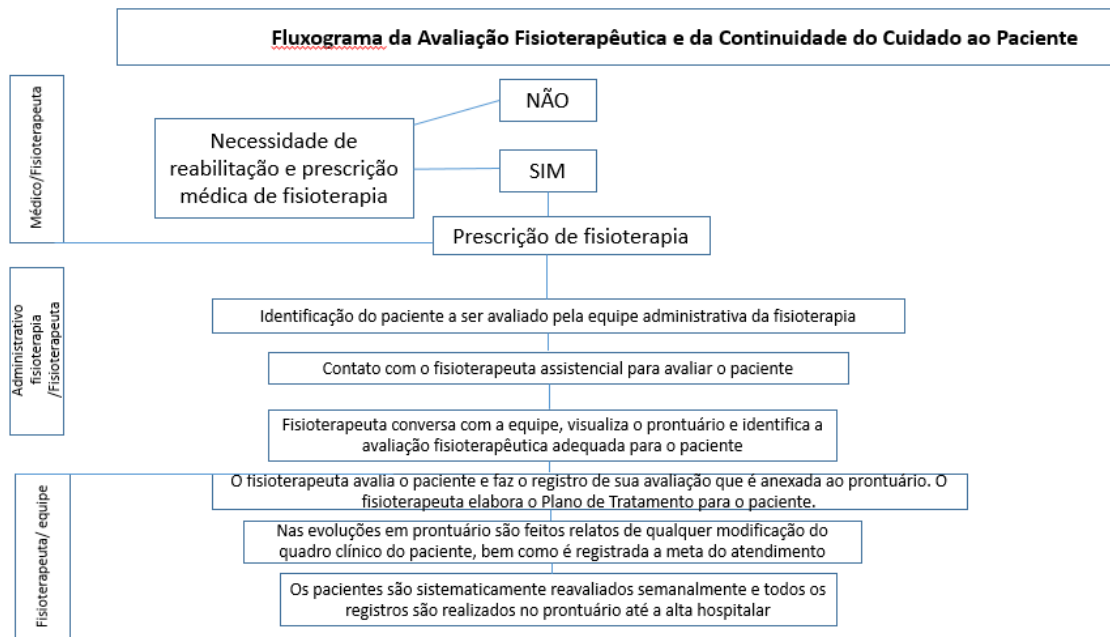 Fluxograma da Avaliação Fisioterapêutica e da Continuidade do Cuidado ao Paciente
Médico/Fisioterapeuta
NÃO
Necessidade de
reabilitação e prescrição
médica de fisioterapia
SIM
Prescrição de fisioterapia
Administrativo
fisioterapia
/Fisioterapeuta
Identificação do paciente a ser avaliado pela equipe administrativa da fisioterapia
Contato com o fisioterapeuta assistencial para avaliar o paciente
Fisioterapeuta conversa com a equipe, visualiza o prontuário e identifica a
avaliação fisioterapêutica adequada para o paciente
Fisioterapeuta/ equipe
O fisioterapeuta avalia o paciente e faz o registro de sua avaliação que é anexada ao prontuário. O
fisioterapeuta elabora o Plano de Tratamento para o paciente.
Nas evoluções em prontuário são feitos relatos de qualquer modificação do
quadro clínico do paciente, bem como é registrada a meta do atendimento
Os pacientes são sistematicamente reavaliados semanalmente e todos os
registros são realizados no prontuário até a alta hospitalar